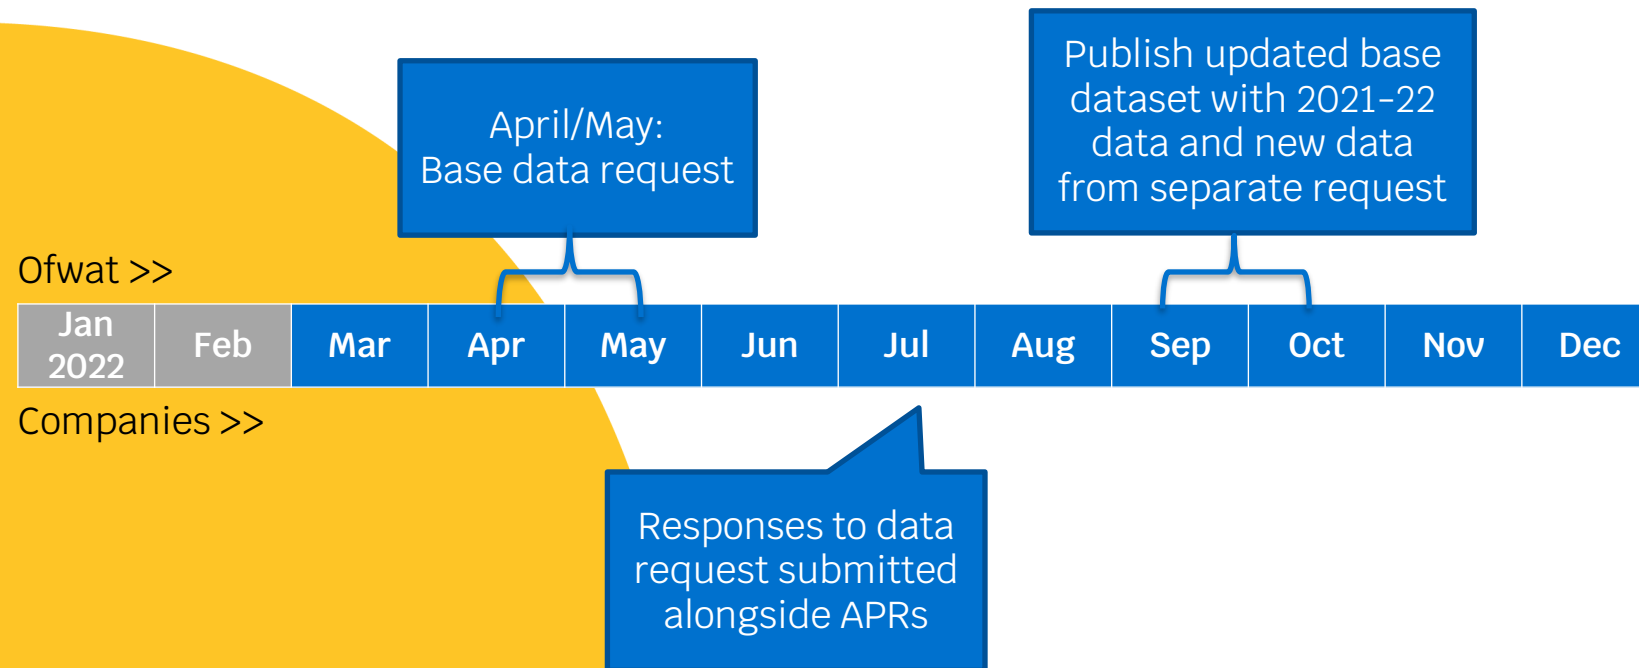 Publish updated base
dataset with 2021-22
data and new data
from separate request
April/May:
Base data request
Ofwat >>
Jan
2022
Feb
Mar
Apr
May
Jun
Jul
Aug
Sep
Oct
Nov
Dec
Companies >>
Responses to data
request submitted
alongside APRs